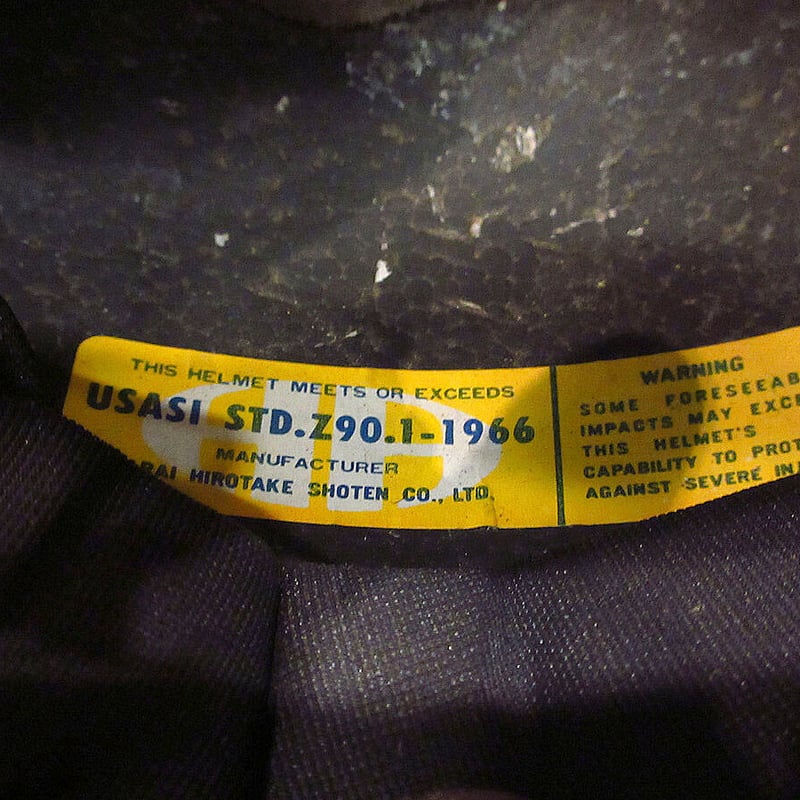 THIS HELMET MEETS OR EXCEEDS
USASI STD.Z90.1-1966
MANUFACTURER
HIROTAKE SHOTEN CO., LTD.
WARNING
SOME
IMPACTS MAY
THIS HELMET'S
CAPABILITY TO
AGAINST SEVERE